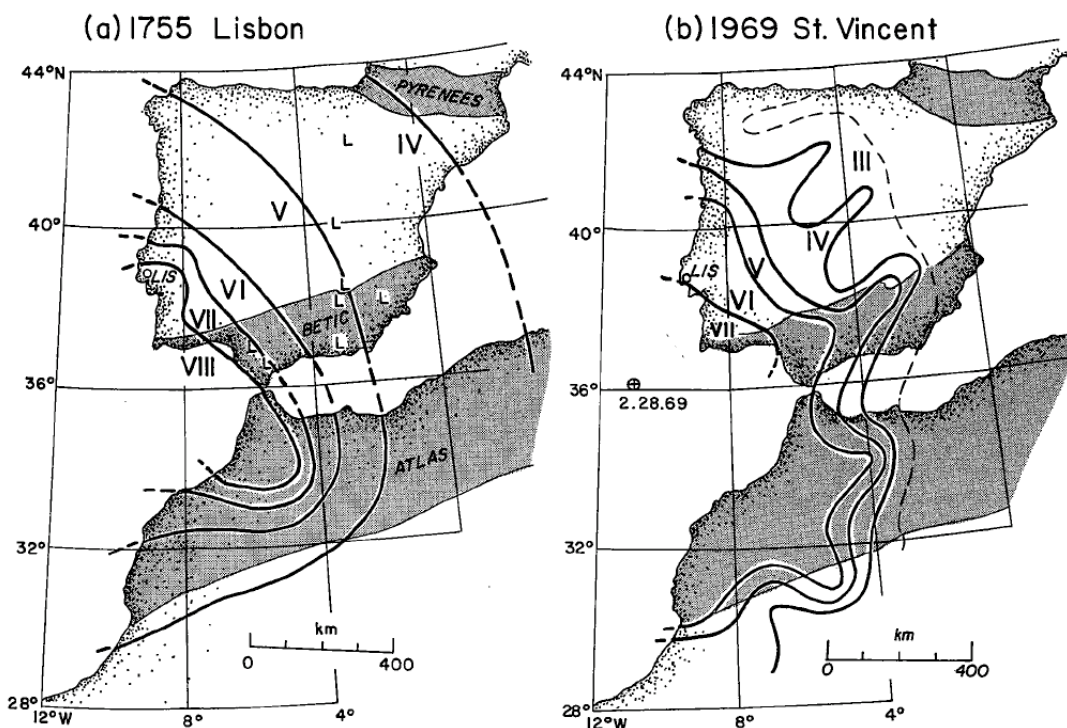 (a) 1755 Lisbon
44°N
PYRENEES
IV
L
V
40°
L
LIS
VI
L
L
L
BETIC
VII
L
L
VIII
L
36°
ATLAS
32°
km
0 400
28°
12°W 8° 4°
(b) 1969 St. Vincent
44°N
III
40°
IV
LIS
V
VI
VII
36°
2.28.69
32°
km
0 400
28°
12°W 8° 4°